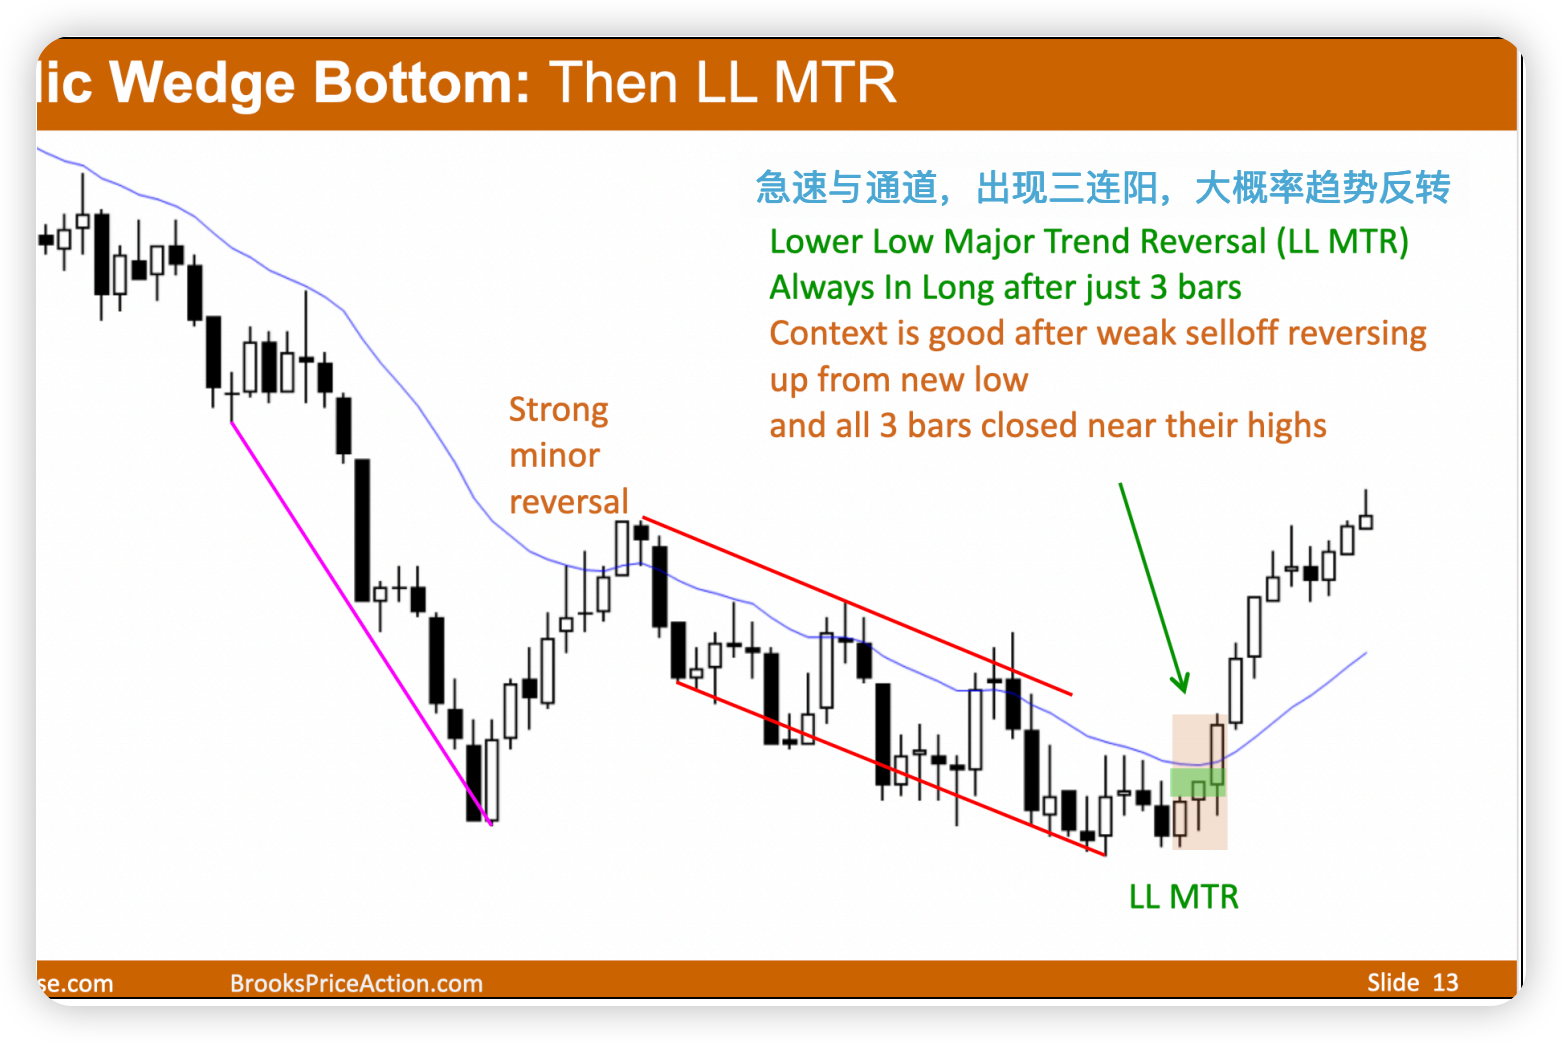 lic Wedge Bottom: Then LL MTR
急速与通道，出现三连阳，大概率趋势反转
Lower Low Major Trend Reversal (LL MTR)
Always In Long after just 3 bars
Context is good after weak selloff reversing
up from new low
and all 3 bars closed near their highs
Strong
minor
reversal
LL MTR
se.com
BrooksPriceAction.com
Slide 13